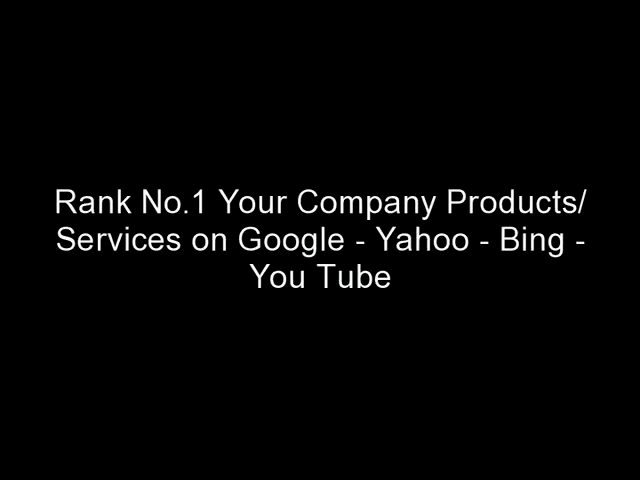 Rank No.1 Your Company Products/
Services on Google - Yahoo - Bing -
You Tube